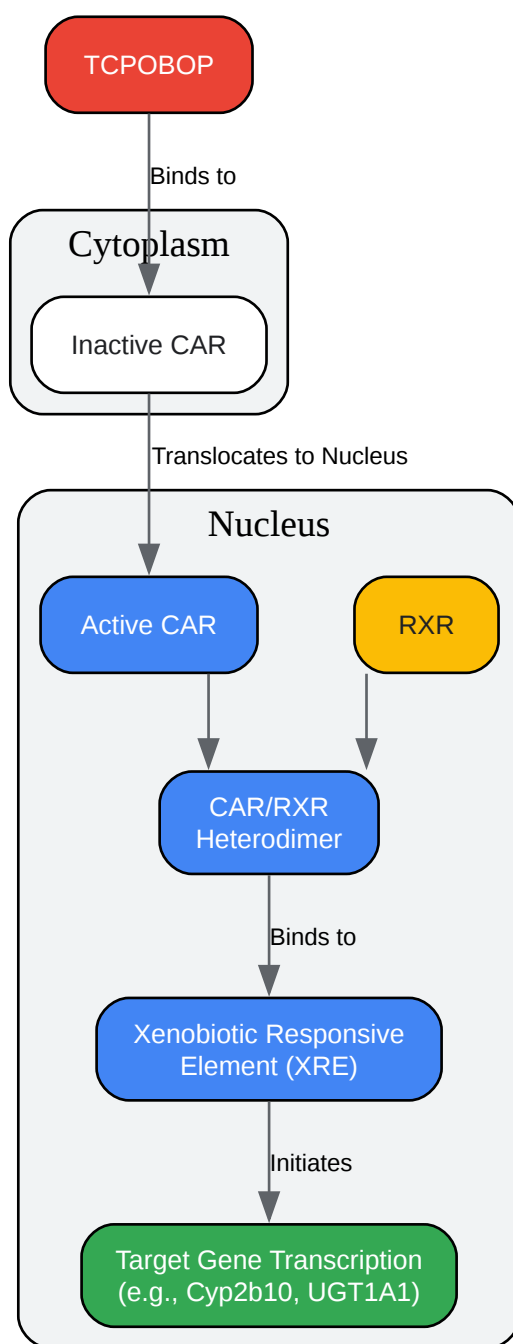 TCPOBOP
Binds to
Cytoplasm
Inactive CAR
Translocates to Nucleus
Nucleus
Active CAR
RXR
CAR/RXR
Heterodimer
Binds to
Xenobiotic Responsive
Element (XRE)
Initiates
Target Gene Transcription
(e.g., Cyp2b10, UGT1A1)